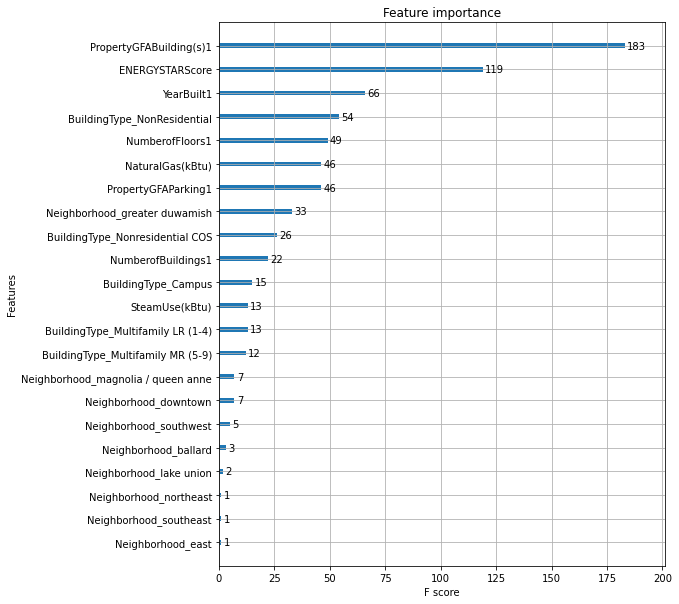 Feature importance
PropertyGFABuilding(s)1 183
ENERGYSTARScore 119
YearBuilt1 66
BuildingType_NonResidential 54
NumberofFloors1 49
NaturalGas(kBtu) 46
PropertyGFAParking1 46
Neighborhood_greater duwamish 33
BuildingType_Nonresidential COS 26
NumberofBuildings1 22
BuildingType_Campus 15
SteamUse(kBtu) 13
BuildingType_Multifamily LR (1-4) 13
BuildingType_Multifamily MR (5-9) 12
Neighborhood_magnolia / queen anne 7
Neighborhood_downtown 7
Neighborhood_southwest 5
Neighborhood_ballard 3
Neighborhood_lake union 2
Neighborhood_northeast 1
Neighborhood_southeast 1
Neighborhood_east 1
Features
0 25 50 75 100 125 150 175 200
F score